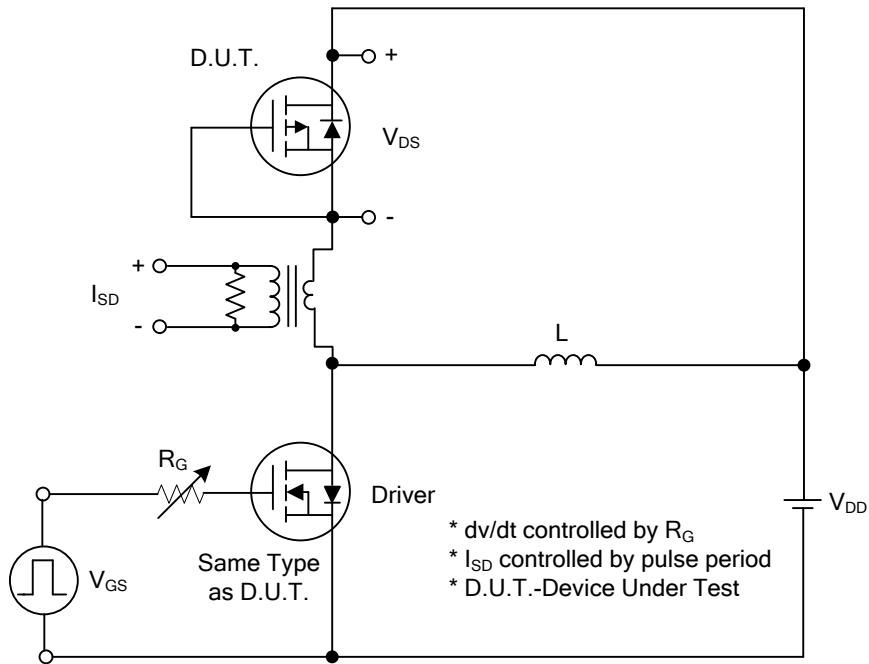 D.U.T.
+
V_DS
-
+
I_SD
-
L
R_G
Driver
V_DD
Same Type
as D.U.T.
V_GS
* dv/dt controlled by R_G
* I_SD controlled by pulse period
* D.U.T.-Device Under Test